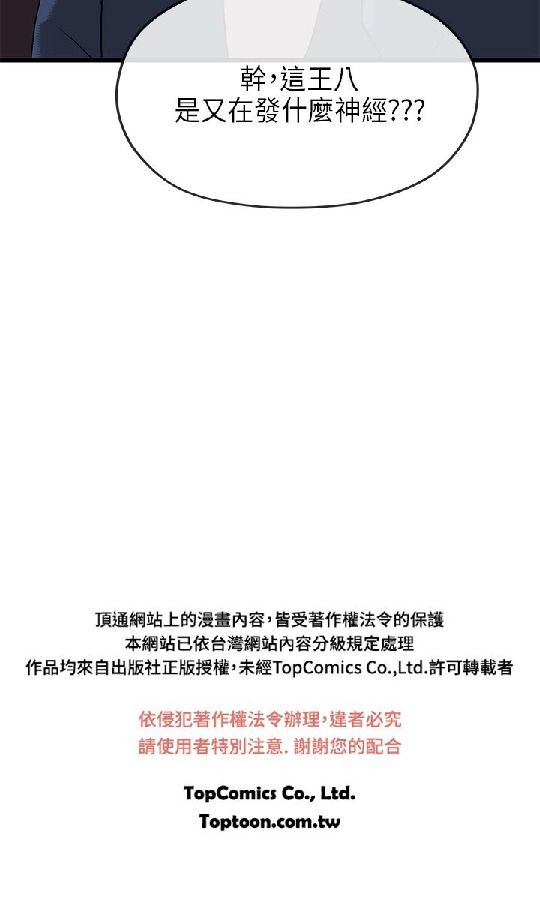 幹,這王八
是又在發什麼神經???
頂通網站上的漫畫內容,皆受著作權法令的保護
本網站已依台灣網站內容分級規定處理
作品均來自出版社正版授權,未經TopComics Co.,Ltd.許可轉載者
依侵犯著作權法令辦理,違者必究
請使用者特別注意. 謝謝您的配合
TopComics Co., Ltd.
Toptoon.com.tw